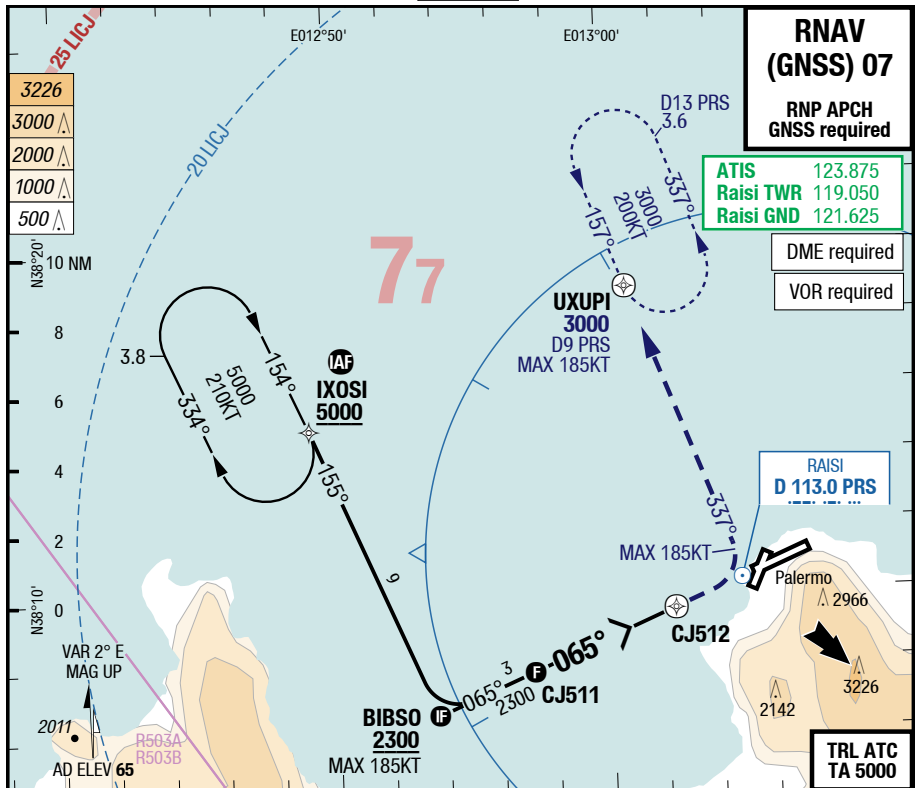 E012°50'
E013°00'
RNAV
(GNSS) 07
RNP APCH
GNSS required
25 LICJ
20 LICJ
3226
3000
2000
1000
500
D13 PRS
3.6
337°
3000
200KT
157°
ATIS 123.875
Raisi TWR 119.050
Raisi GND 121.625
DME required
VOR required
N38°20'
10 NM
77
UXUPI
3000
D9 PRS
MAX 185KT
8
3.8
154°
5000
210KT
334°
IAF
IXOSI
5000
6
155°
4
RAISI
D 113.0 PRS
337°
MAX 185KT
2
9
Palermo
2966
N38°10'
0
CJ512
065°
VAR 2° E
MAG UP
3
F
CJ511
065°
2300
3226
2142
BIBSO
IF
2300
MAX 185KT
2011
R503A
R503B
AD ELEV 65
TRL ATC
TA 5000